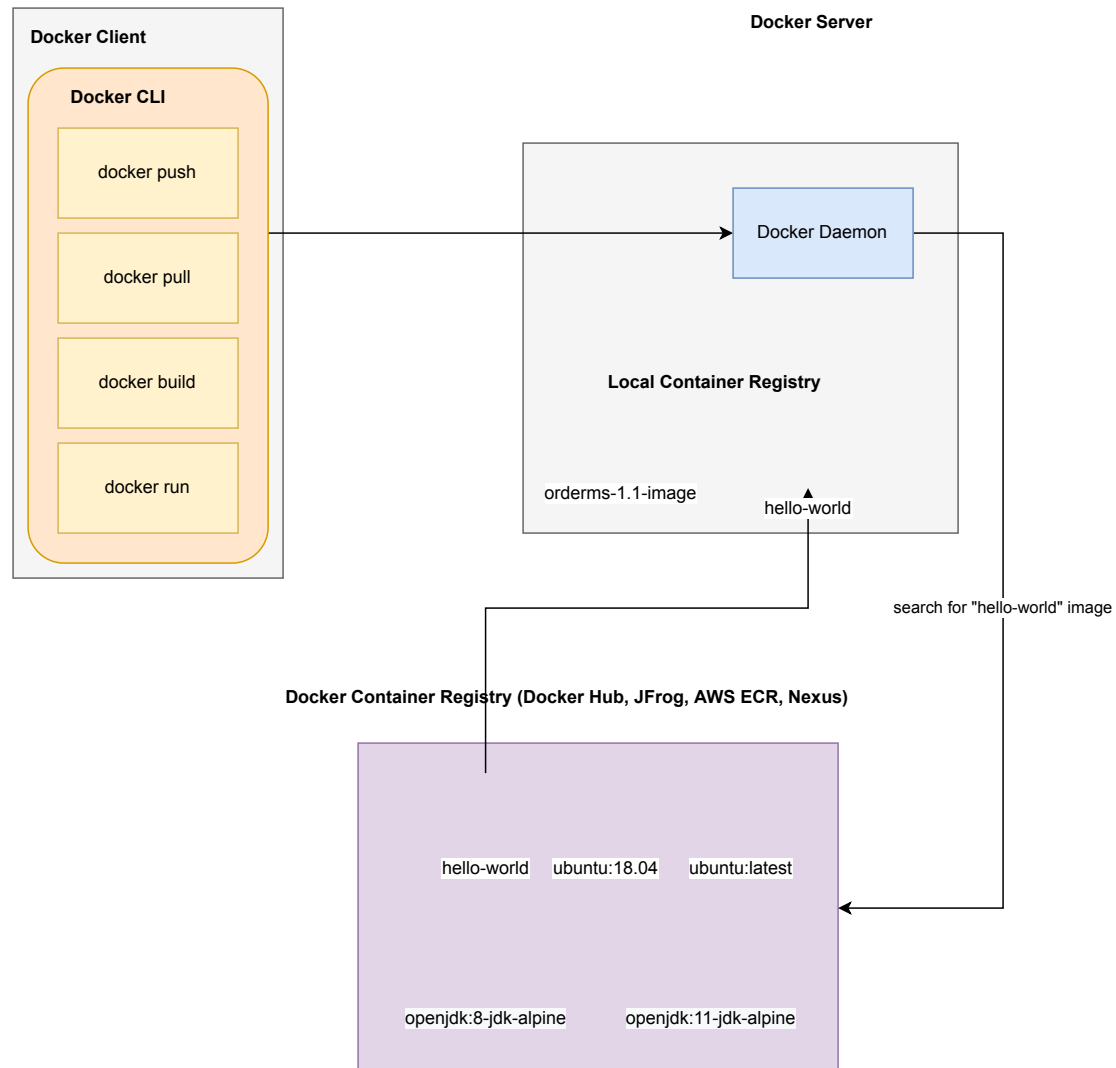 Docker Client
Docker Server
Docker CLI
docker push
docker pull
docker build
docker run
Docker Daemon
Local Container Registry
orderms-1.1-image
hello-world
search for "hello-world" image
Docker Container Registry (Docker Hub, JFrog, AWS ECR, Nexus)
hello-world
ubuntu:18.04
ubuntu:latest
openjdk:8-jdk-alpine
openjdk:11-jdk-alpine